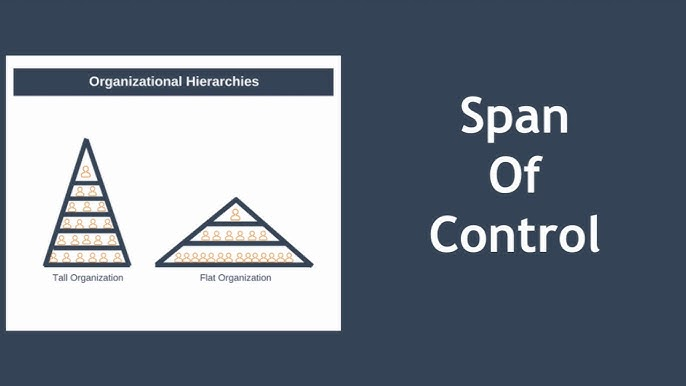 Organizational Hierarchies
Tall Organization
Flat Organization
Span
Of
Control